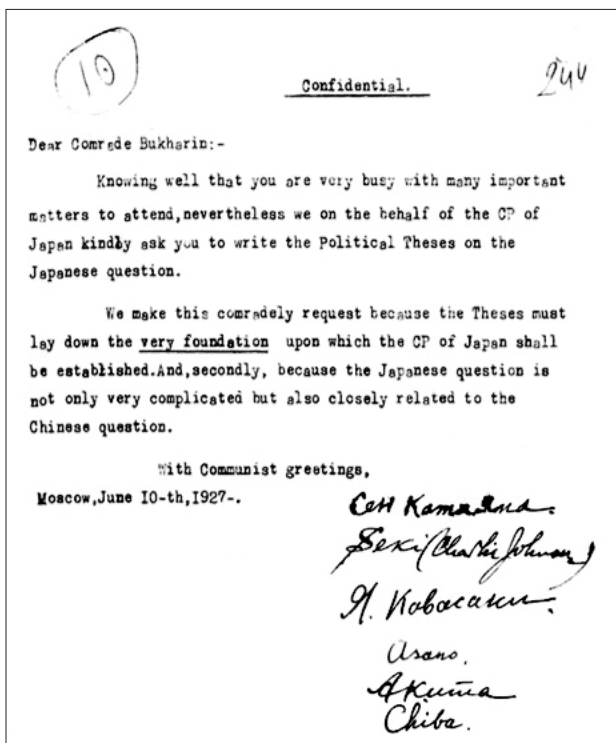 10
Confidential.
244
Dear Comrade Bukharin:-
Knowing well that you are very busy with many important
matters to attend,nevertheless we on the behalf of the CP of
Japan kindly ask you to write the Political Theses on the
Japanese question.
We make this comradely request because the Theses must
lay down the very foundation upon which the CP of Japan shall
be established.And,secondly, because the Japanese question is
not only very complicated but also closely related to the
Chinese question.
With Communist greetings,
Moscow,June IO-th,I927-.
Сен
Seki (Charlie Johnson)
Я. Кавасаки.
Asano.
Akuma
Chiba.